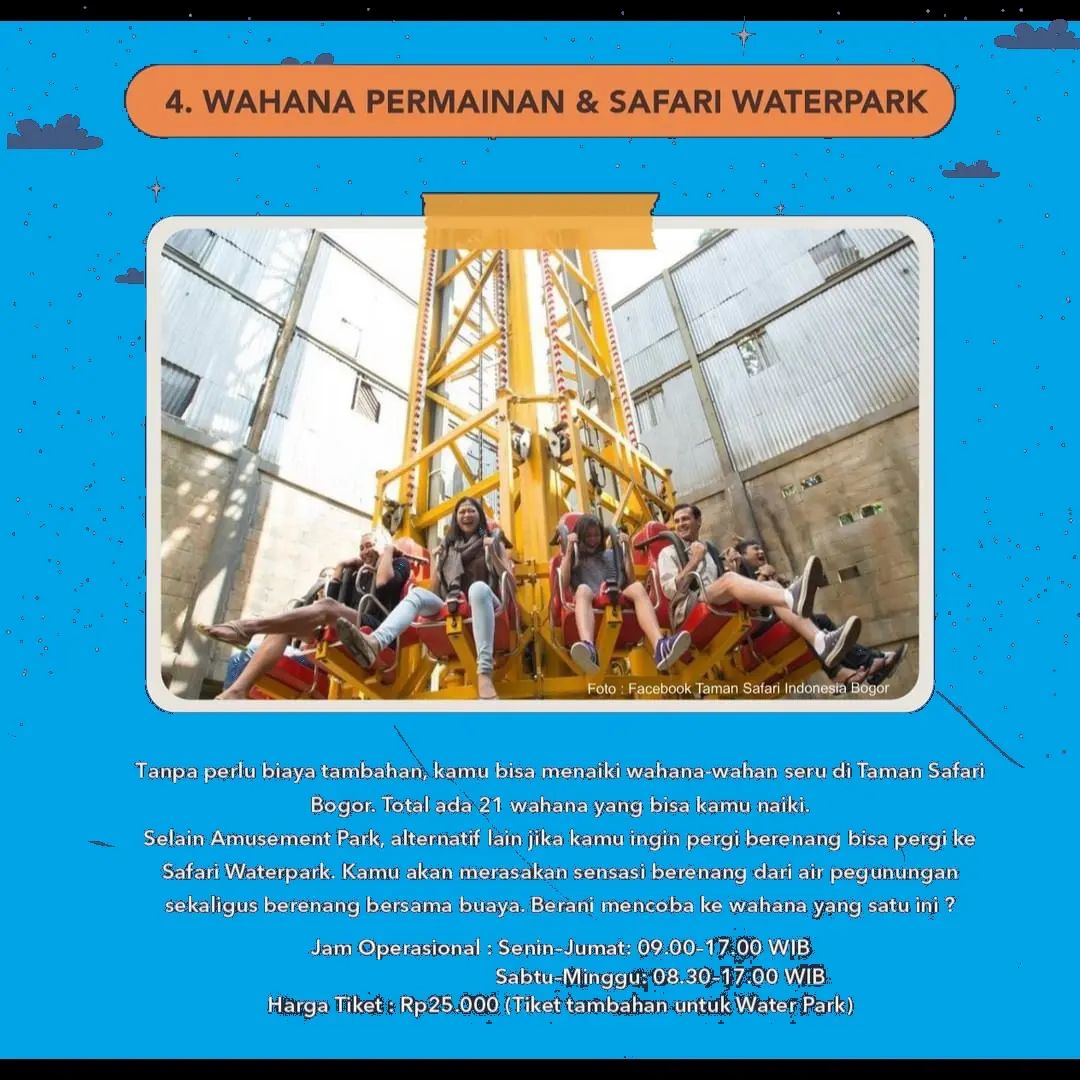 4. WAHANA PERMAINAN & SAFARI WATERPARK
Foto : Facebook Taman Safari Indonesia Bogor
Tanpa perlu biaya tambahan, kamu bisa menaiki wahana-wahan seru di Taman Safari
Bogor. Total ada 21 wahana yang bisa kamu naiki.
Selain Amusement Park, alternatif lain jika kamu ingin pergi berenang bisa pergi ke
Safari Waterpark. Kamu akan merasakan sensasi berenang dari air pegunungan
sekaligus berenang bersama buaya. Berani mencoba ke wahana yang satu ini ?
Jam Operasional : Senin-Jumat: 09.00-17.00 WIB
Sabtu-Minggu: 08.30-17.00 WIB
Harga Tiket : Rp25.000 (Tiket tambahan untuk Water Park)